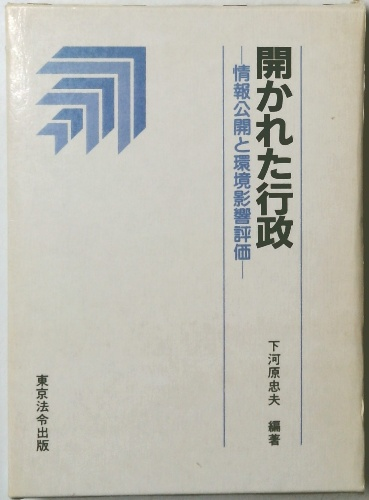 開かれた行政
―情報公開と環境影響評価―
下河原忠夫 編著
東京法令出版